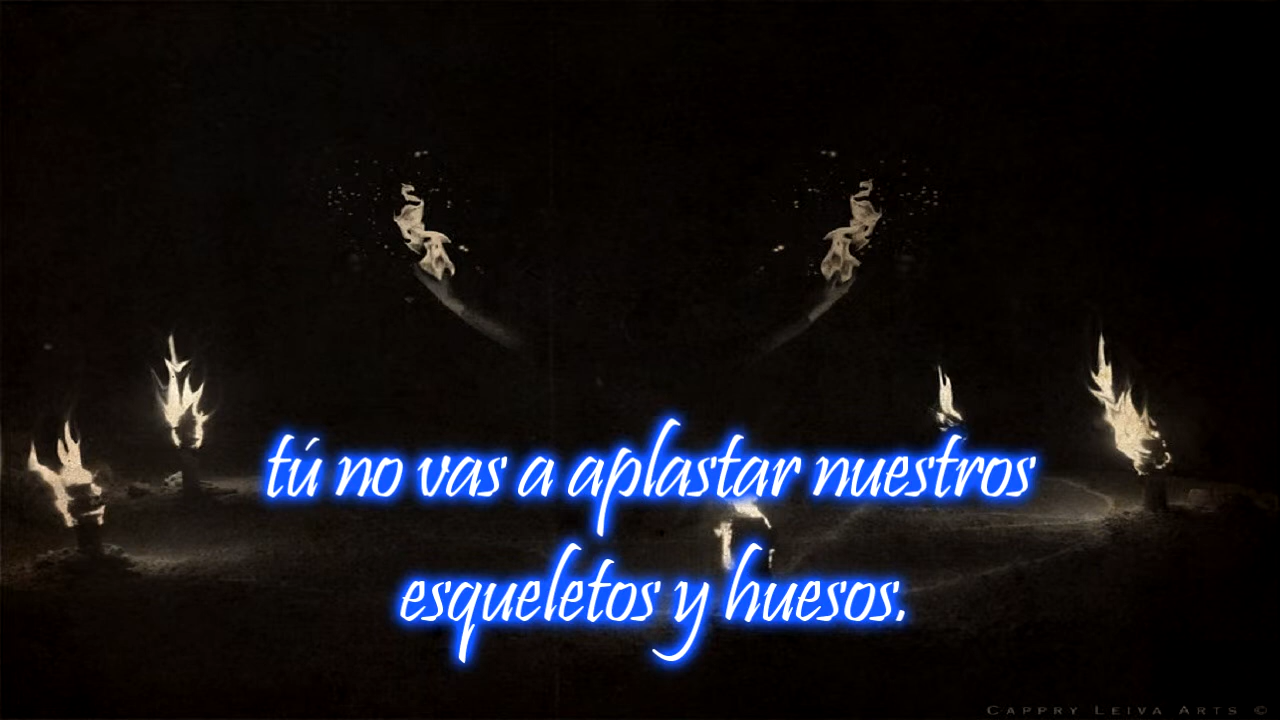 tú no vas a aplastar nuestros
esqueletos y huesos.
CAPPRY LEIVA ARTS ©